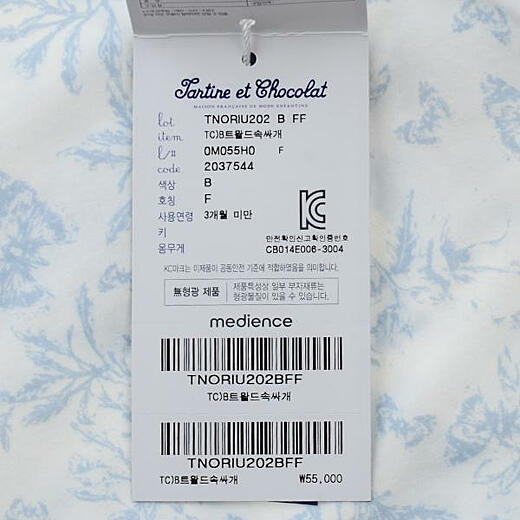 Tartine et Chocolat
MAISON FRANÇAISE DE MODE ENFANTINE
lot TNORIU202 B FF
item TC)B트왈드속싸개
l/# 0M055H0 F
code 2037544
색상 B
호칭 F
사용연령 3개월 미만
키
몸무게
KC
안전확인신고확인증번호
CB014E006-3004
KC마크는 이제품이 공통안전 기준에 적합하였음을 의미합니다.
無형광 제품
제품특성상 일부 부자재류는
형광물질이 있을 수 있습니다.
medience
TNORIU202BFF
TC)B트왈드속싸개
TNORIU202BFF
TC)B트왈드속싸개 ₩55,000